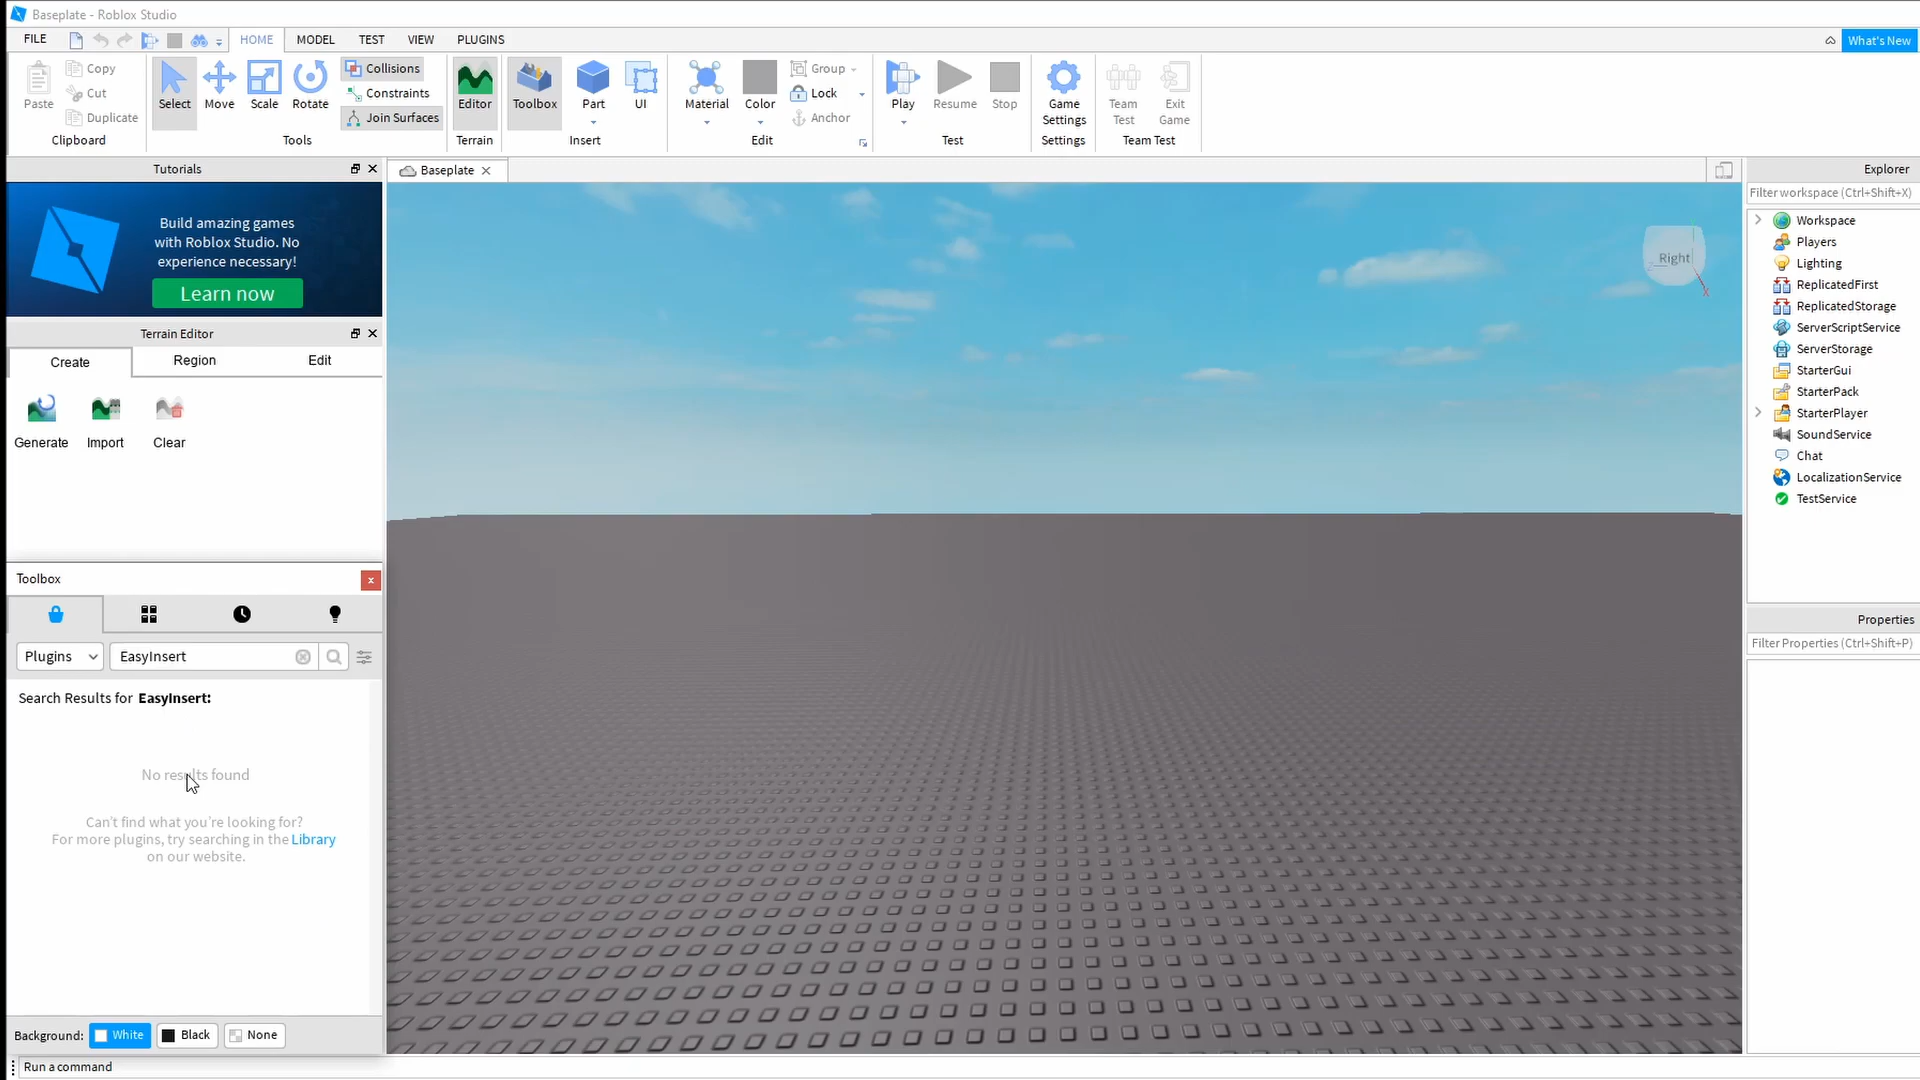 Baseplate - Roblox Studio
FILE
HOME
MODEL
TEST
VIEW
PLUGINS
What's New
Paste
Copy
Cut
Duplicate
Clipboard
Select
Move
Scale
Rotate
Collisions
Constraints
Join Surfaces
Tools
Editor
Terrain
Toolbox
Part
UI
Insert
Material
Color
Group
Lock
Anchor
Edit
Play
Resume
Stop
Test
Game
Settings
Settings
Team
Test
Exit
Game
Team Test
Tutorials
Build amazing games
with Roblox Studio. No
experience necessary!
Learn now
Terrain Editor
Create
Region
Edit
Generate
Import
Clear
Toolbox
Plugins
EasyInsert
Search Results for EasyInsert:
No results found
Can't find what you're looking for?
For more plugins, try searching in the Library
on our website.
Background:
White
Black
None
Run a command
Baseplate
Right
X
Explorer
Filter workspace (Ctrl+Shift+X)
Workspace
Players
Lighting
ReplicatedFirst
ReplicatedStorage
ServerScriptService
ServerStorage
StarterGui
StarterPack
StarterPlayer
SoundService
Chat
LocalizationService
TestService
Properties
Filter Properties (Ctrl+Shift+P)